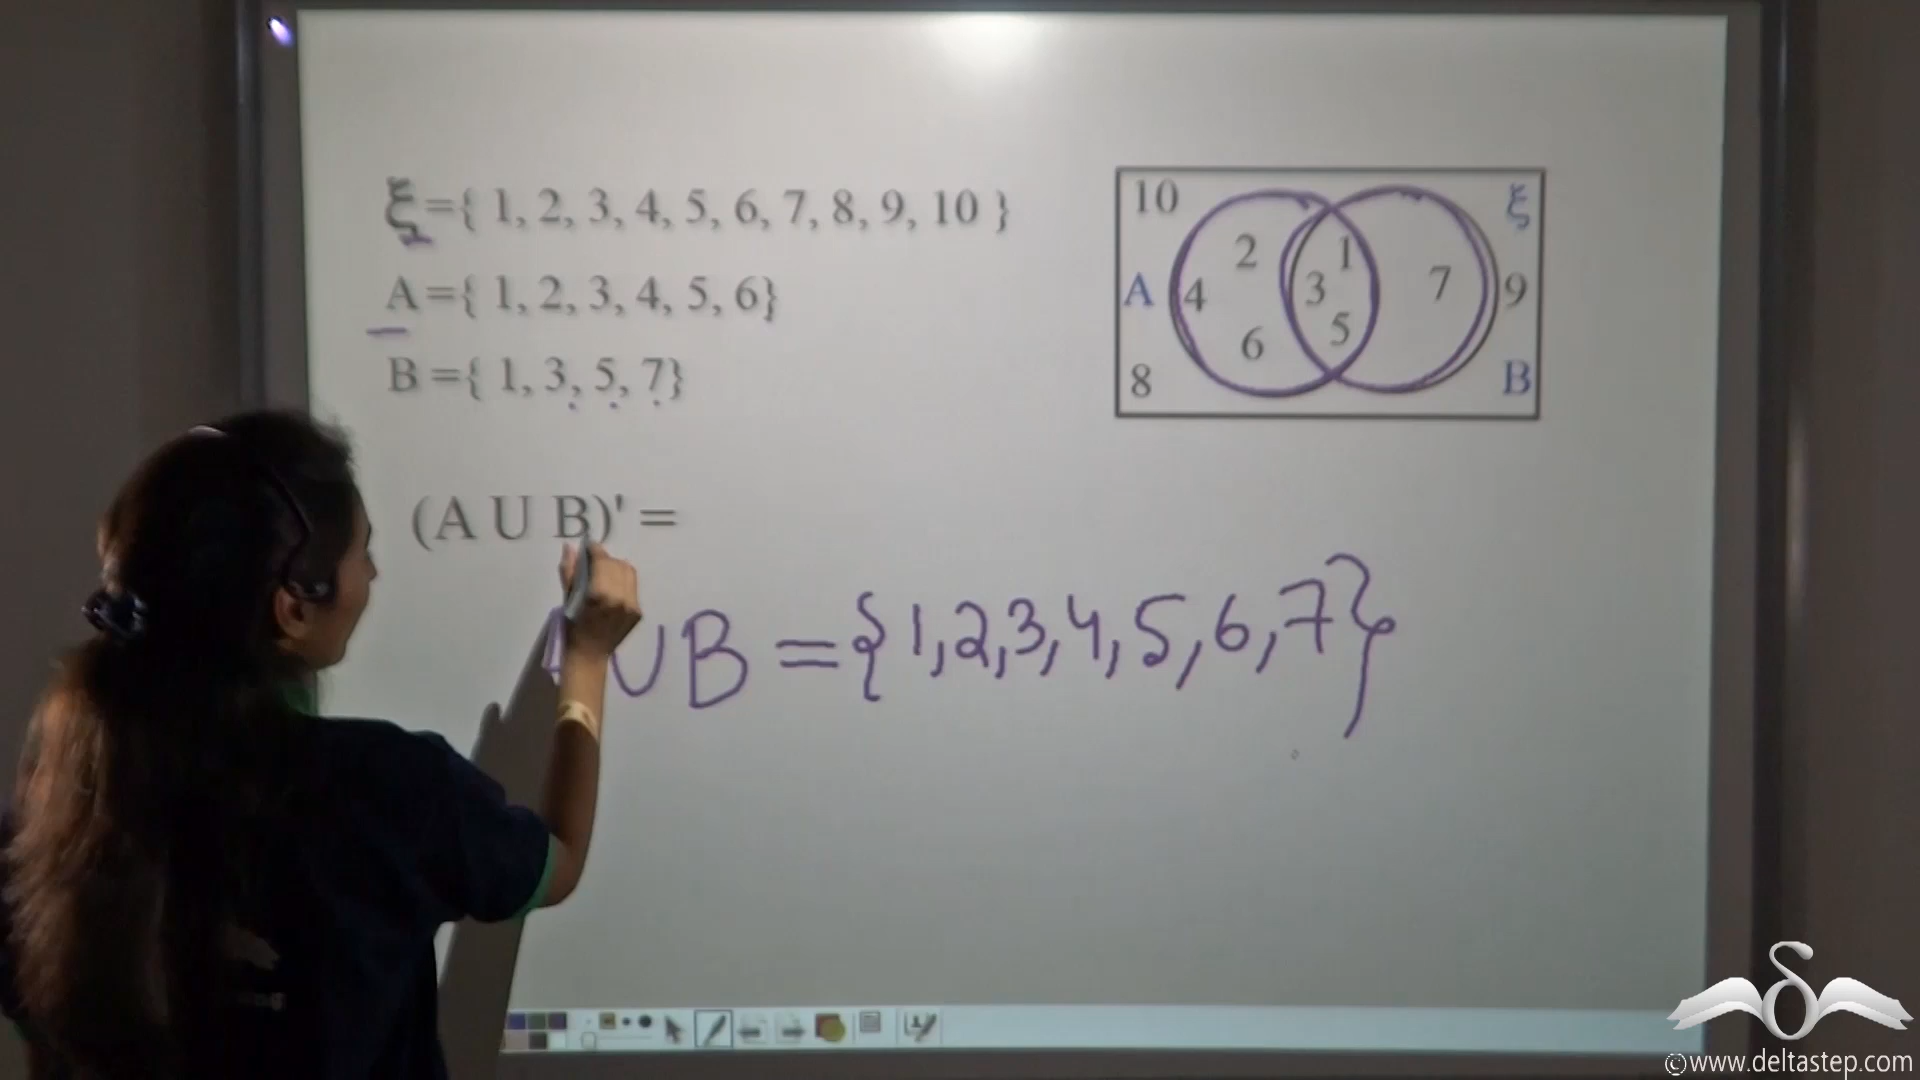 ξ={ 1, 2, 3, 4, 5, 6, 7, 8, 9, 10 }
A={ 1, 2, 3, 4, 5, 6}
B={ 1, 3, 5, 7}
10
ξ
2
1
A
4
3
7
9
6
5
8
B
(A U B)' =
U B = {1,2,3,4,5,6,7}
©www.deltastep.com